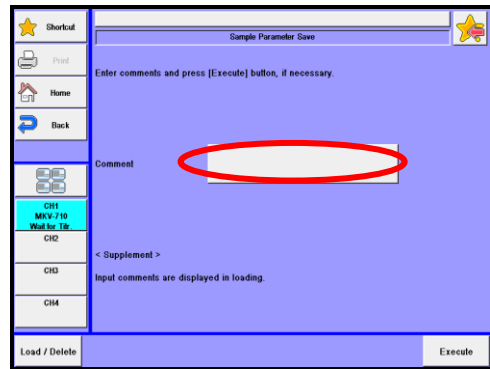 Shortcut
Print
Home
Back
CH1
MKV-710
Wait for Titr.
CH2
CH3
CH4
Load / Delete
Sample Parameter Save
Enter comments and press [Execute] button, if necessary.
Comment
< Supplement >
Input comments are displayed in loading.
Execute